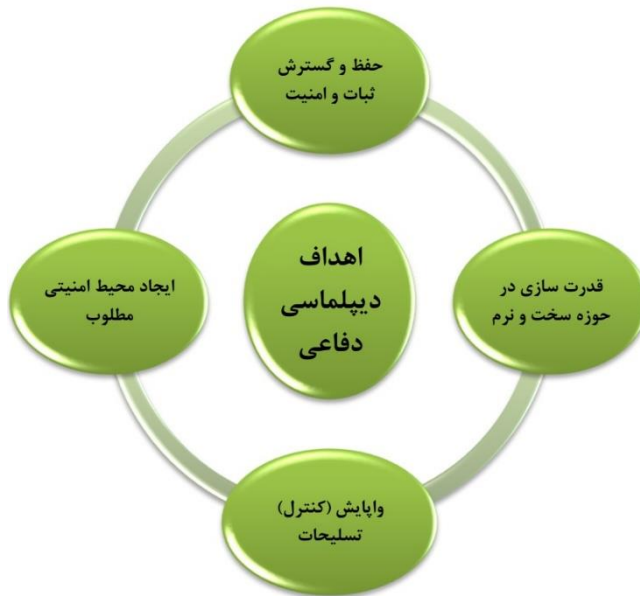 حفظ و گسترش
ثبات و امنیت
اهداف
دیپلماسی
دفاعی
قدرت سازی در
حوزه سخت و نرم
واپایش (کنترل)
تسلیحات
ایجاد محیط امنیتی
مطلوب